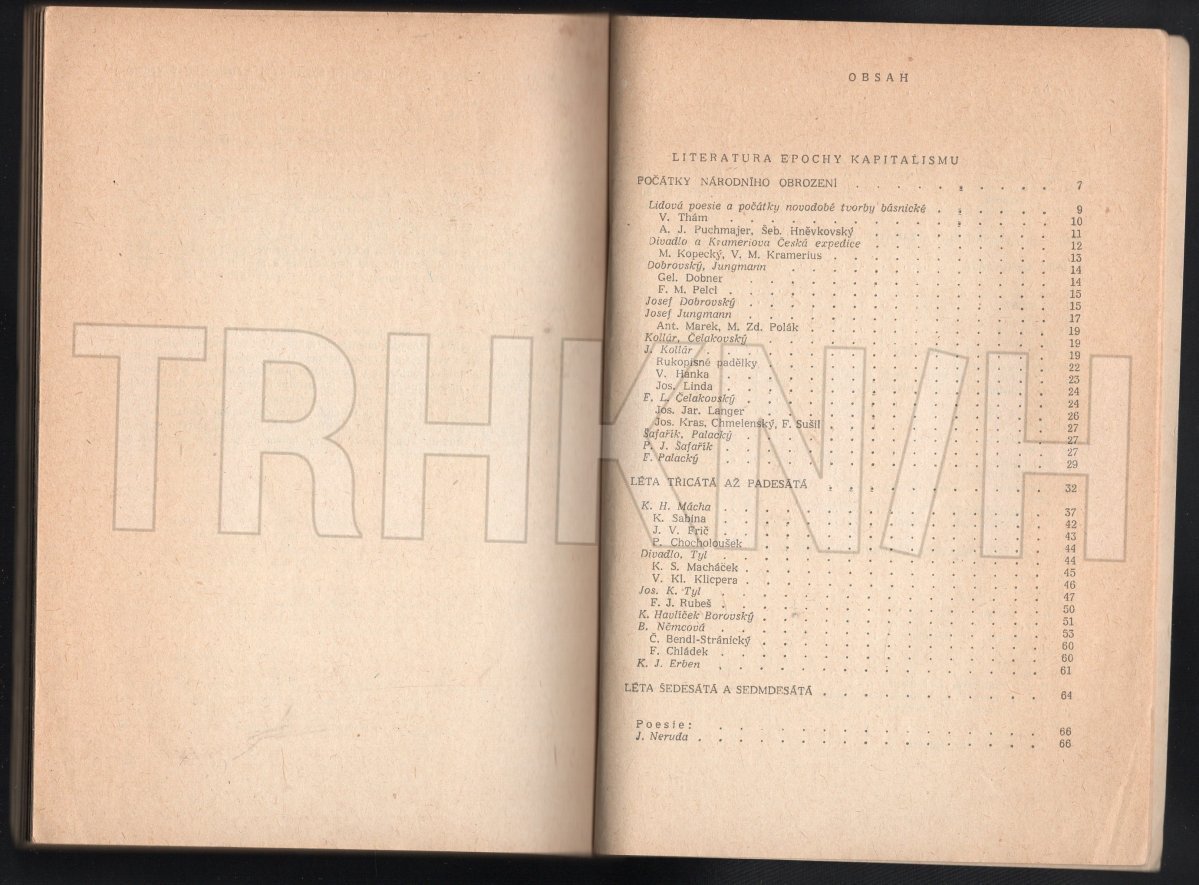 OBSAH
LITERATURA EPOCHY KAPITALISMU
POČÁTKY NÁRODNÍHO OBROZENÍ . . . . . . . . . . 7
Lidová poesie a počátky novodobé tvorby básnické . . . . . . 9
V. Thám . . . . . . . . . . 10
A. J. Puchmajer, Šeb. Hněvkovský . . . . . . . . 11
Divadlo a Krameriova Česká expedice . . . . . . . 12
M. Kopecký, V. M. Kramerius . . . . . . . . 13
Dobrovský, Jungmann . . . . . . . . . . 14
Gel. Dobner . . . . . . . . . . 14
F. M. Pelcl . . . . . . . . . . 15
Josef Dobrovský . . . . . . . . . . 15
Josef Jungmann . . . . . . . . . . 17
Ant. Marek, M. Zd. Polák . . . . . . . . 19
Kollár, Čelakovský . . . . . . . . . . 19
J. Kollár . . . . . . . . . . 19
Rukopisné padělky . . . . . . . . . . 22
V. Hanka . . . . . . . . . . 23
Jos. Linda . . . . . . . . . . 24
F. L. Čelakovský . . . . . . . . . . 24
Jos. Jar. Langer . . . . . . . . . . 26
Jos. Kras. Chmelenský, F. Sušil . . . . . . . . 27
Šafařík, Palacký . . . . . . . . . . 27
P. J. Šafařík . . . . . . . . . . 27
F. Palacký . . . . . . . . . . 29
LÉTA TŘICÁTÁ AŽ PADESÁTÁ . . . . . . . . . . 32
K. H. Mácha . . . . . . . . . . 37
K. Sabina . . . . . . . . . . 42
J. V. Frič . . . . . . . . . . 43
P. Chocholoušek . . . . . . . . . . 44
Divadlo, Tyl . . . . . . . . . . 44
K. S. Macháček . . . . . . . . . . 45
V. Kl. Klicpera . . . . . . . . . . 46
Jos. K. Tyl . . . . . . . . . . 47
F. J. Rubeš . . . . . . . . . . 50
K. Havlíček Borovský . . . . . . . . . . 51
B. Němcová . . . . . . . . . . 53
Č. Bendl-Stránický . . . . . . . . . . 60
F. Chládek . . . . . . . . . . 60
K. J. Erben . . . . . . . . . . 61
LÉTA ŠEDESÁTÁ A SEDMDESÁTÁ . . . . . . . . . . 64
Poesie: . . . . . . . . . . 66
J. Neruda . . . . . . . . . . 66
TRHKNIH